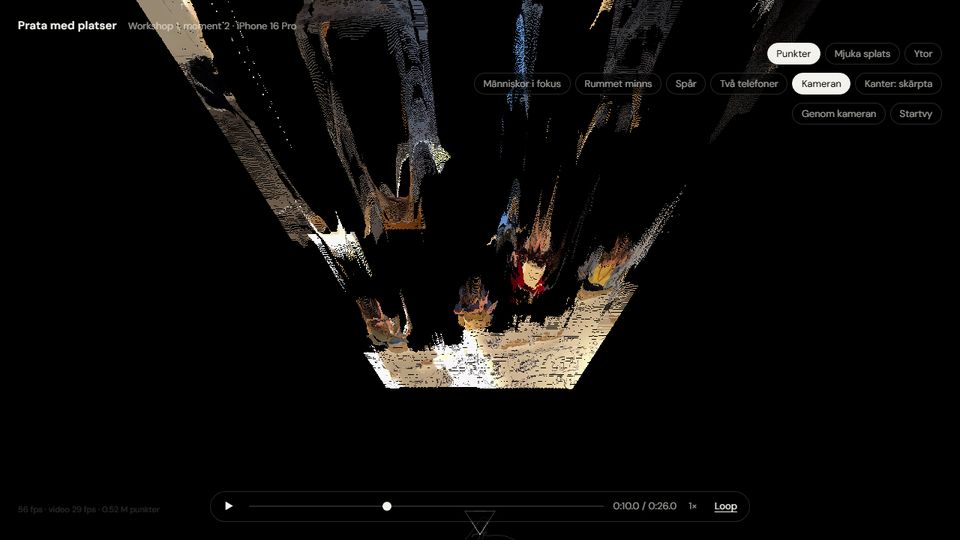 Prata med platser Workshop 1, moment 2 · iPhone 16 Pro
Punkter Mjuka splats Ytor
Människor i fokus Rummet minns Spår Två telefoner Kameran Kanter: skärpta
Genom kameran Startvy
56 fps · video 29 fps · 0.52 M punkter
0:10.0 / 0:26.0 1× Loop